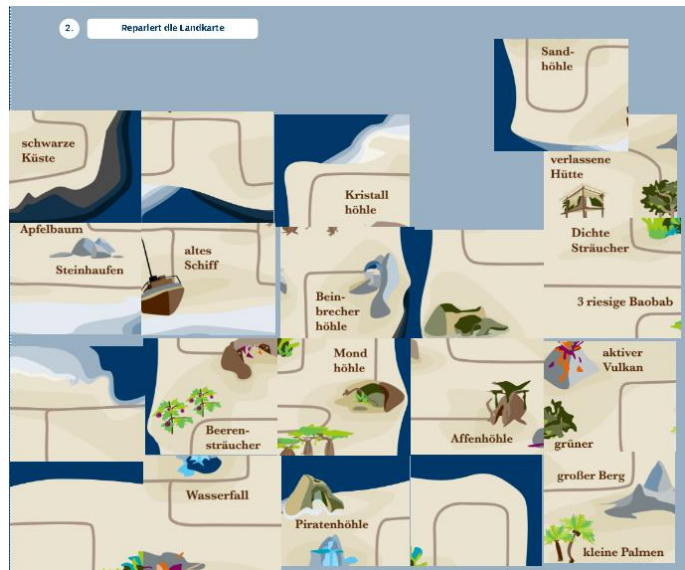 2.
Repariert die Landkarte
Sand-
höhle
schwarze
Küste
Kristall
höhle
verlassene
Hütte
Apfelbaum
Steinhaufen
altes
Schiff
Bein-
brecher
höhle
Dichte
Sträucher
3 riesige Baobab
Mond
höhle
aktiver
Vulkan
Beeren-
sträucher
Affenhöhle
grüner
Wasserfall
Piratenhöhle
großer Berg
kleine Palmen